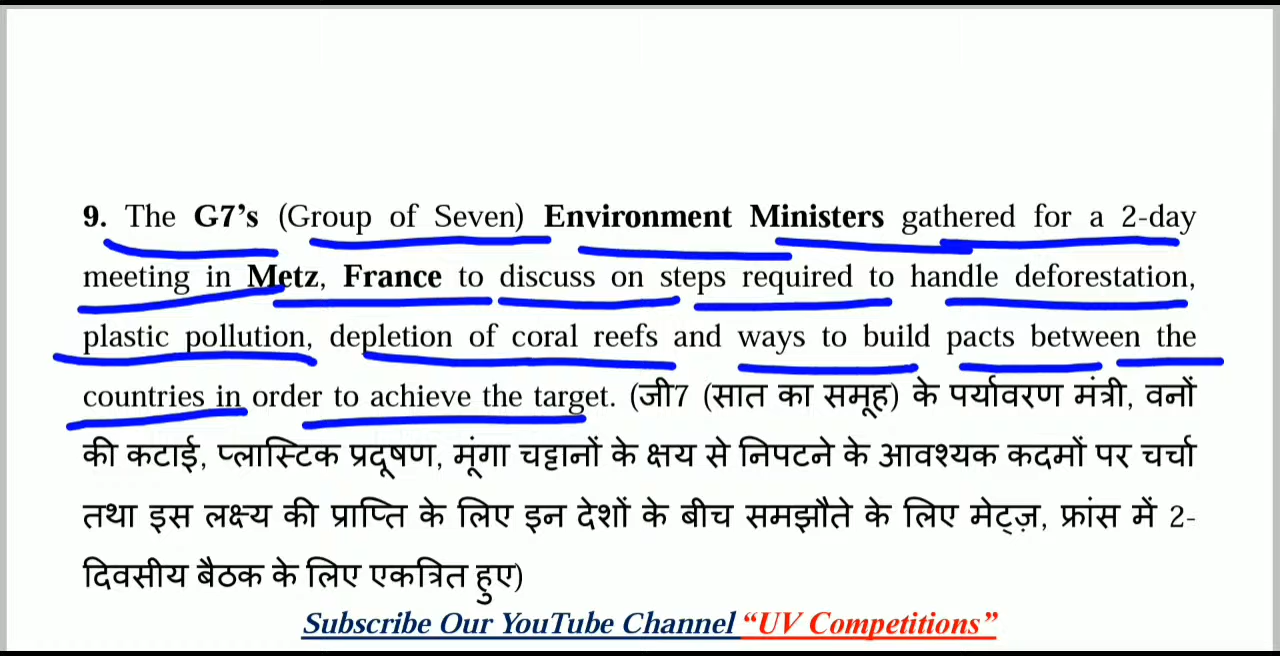 9. The G7’s (Group of Seven) Environment Ministers gathered for a 2-day
meeting in Metz, France to discuss on steps required to handle deforestation,
plastic pollution, depletion of coral reefs and ways to build pacts between the
countries in order to achieve the target. (जी7 (सात का समूह) के पर्यावरण मंत्री, वनों
की कटाई, प्लास्टिक प्रदूषण, मूंगा चट्टानों के क्षय से निपटने के आवश्यक कदमों पर चर्चा
तथा इस लक्ष्य की प्राप्ति के लिए इन देशों के बीच समझौते के लिए मेट्ज़, फ्रांस में 2-
दिवसीय बैठक के लिए एकत्रित हुए)
Subscribe Our YouTube Channel “UV Competitions”